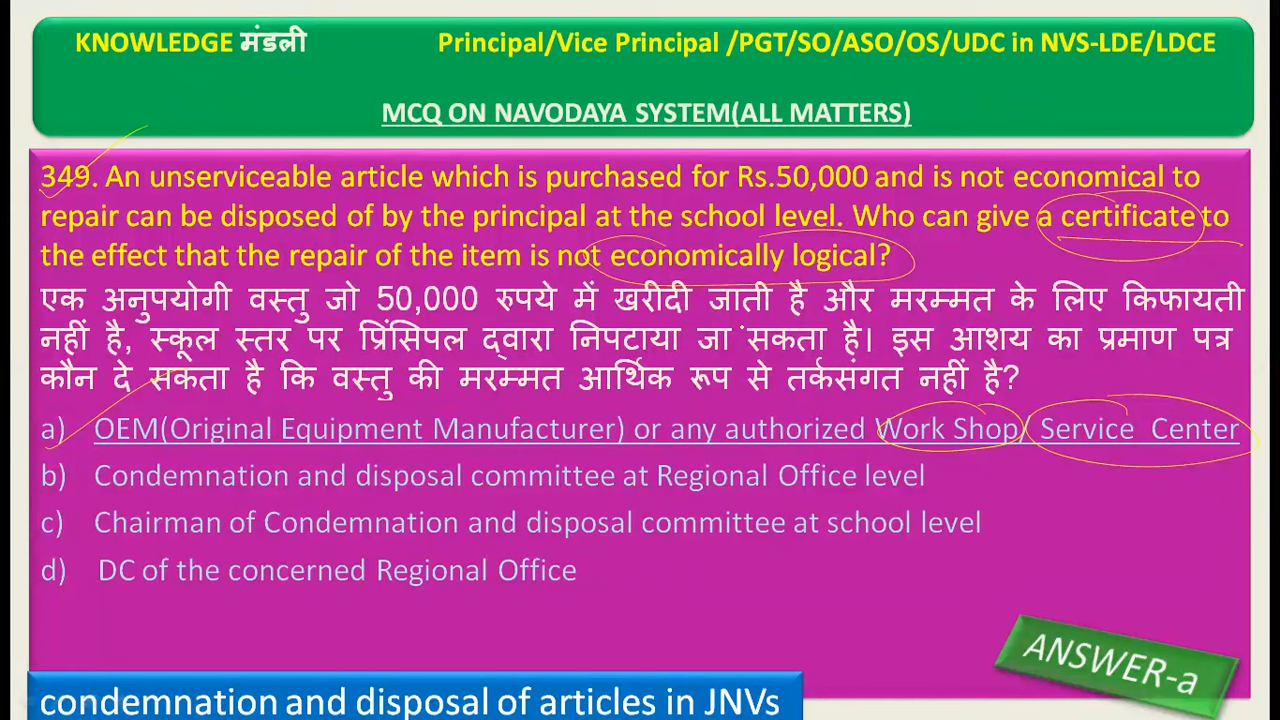 KNOWLEDGE मंडली Principal/Vice Principal /PGT/SO/ASO/OS/UDC in NVS-LDE/LDCE
MCQ ON NAVODAYA SYSTEM(ALL MATTERS)
349. An unserviceable article which is purchased for Rs.50,000 and is not economical to
repair can be disposed of by the principal at the school level. Who can give a certificate to
the effect that the repair of the item is not economically logical?
एक अनुपयोगी वस्तु जो 50,000 रुपये में खरीदी जाती है और मरम्मत के लिए किफायती
नहीं है, स्कूल स्तर पर प्रिंसिपल द्वारा निपटाया जा सकता है। इस आशय का प्रमाण पत्र
कौन दे सकता है कि वस्तु की मरम्मत आर्थिक रूप से तर्कसंगत नहीं है?
a) OEM(Original Equipment Manufacturer) or any authorized Work Shop/ Service Center
b) Condemnation and disposal committee at Regional Office level
c) Chairman of Condemnation and disposal committee at school level
d) DC of the concerned Regional Office
ANSWER-a
condemnation and disposal of articles in JNVs